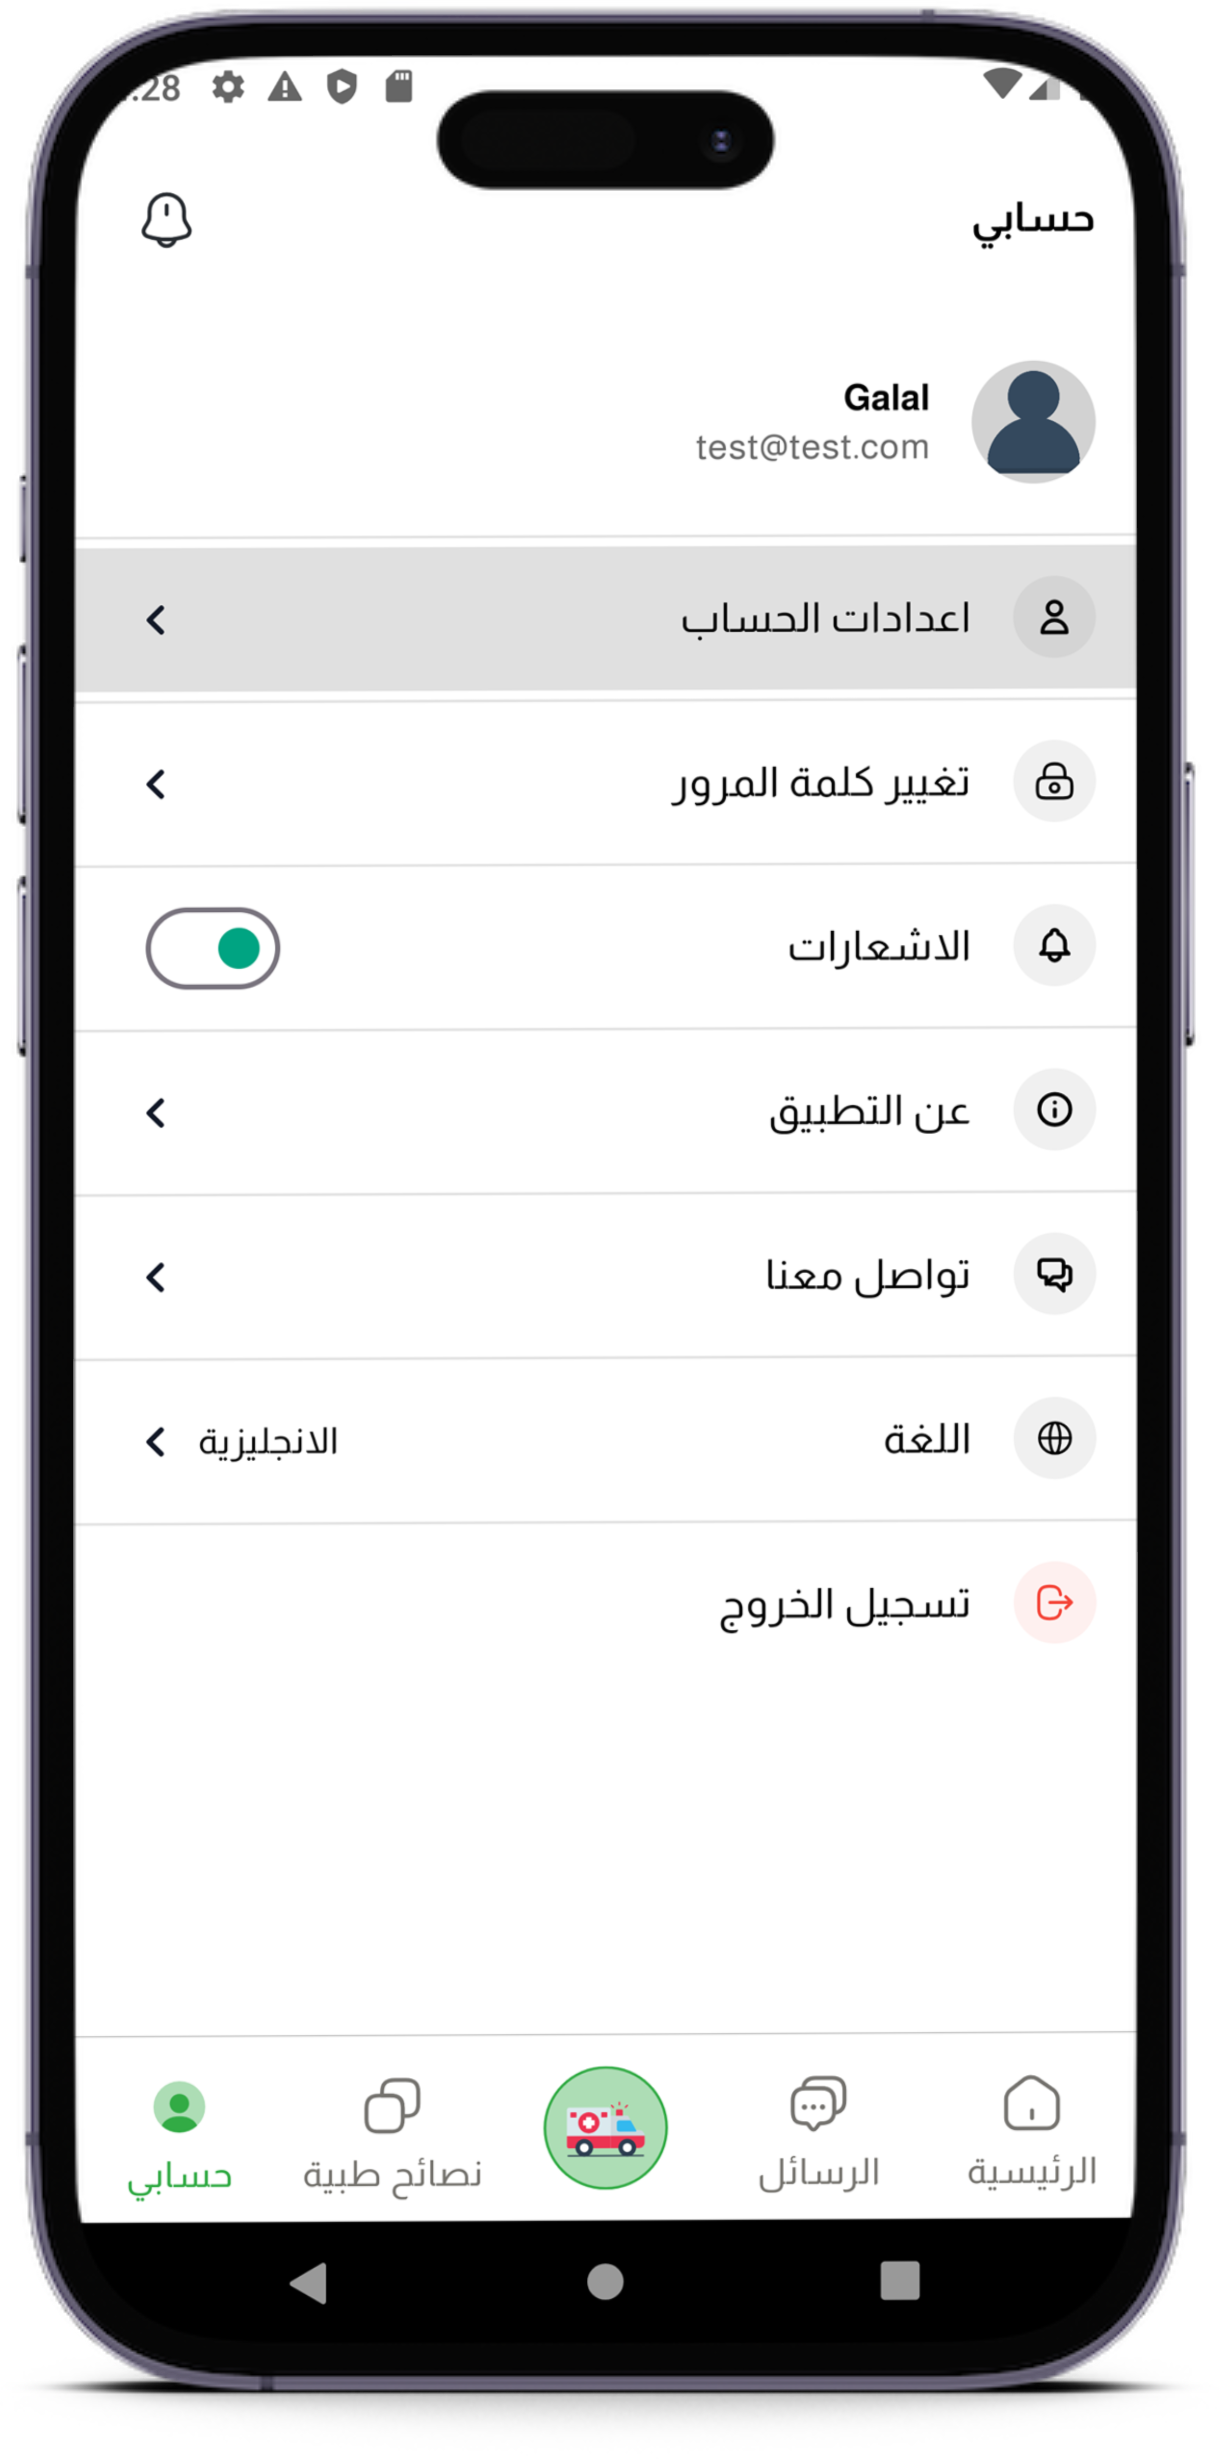 حسابي
Galal
test@test.com
اعدادات الحساب
تغيير كلمة المرور
الاشعارات
عن التطبيق
تواصل معنا
اللغة الانجليزية
تسجيل الخروج
الرئيسية الرسائل نصائح طبية حسابي